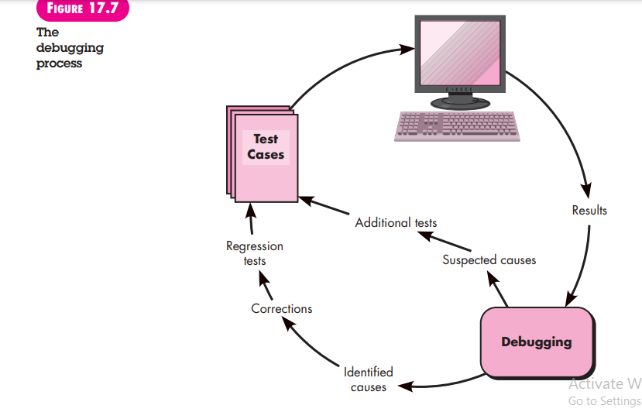 FIGURE 17.7
The
debugging
process
Test
Cases
Results
Additional tests
Suspected causes
Regression
tests
Corrections
Debugging
Identified
causes
Activate W
Go to Settings